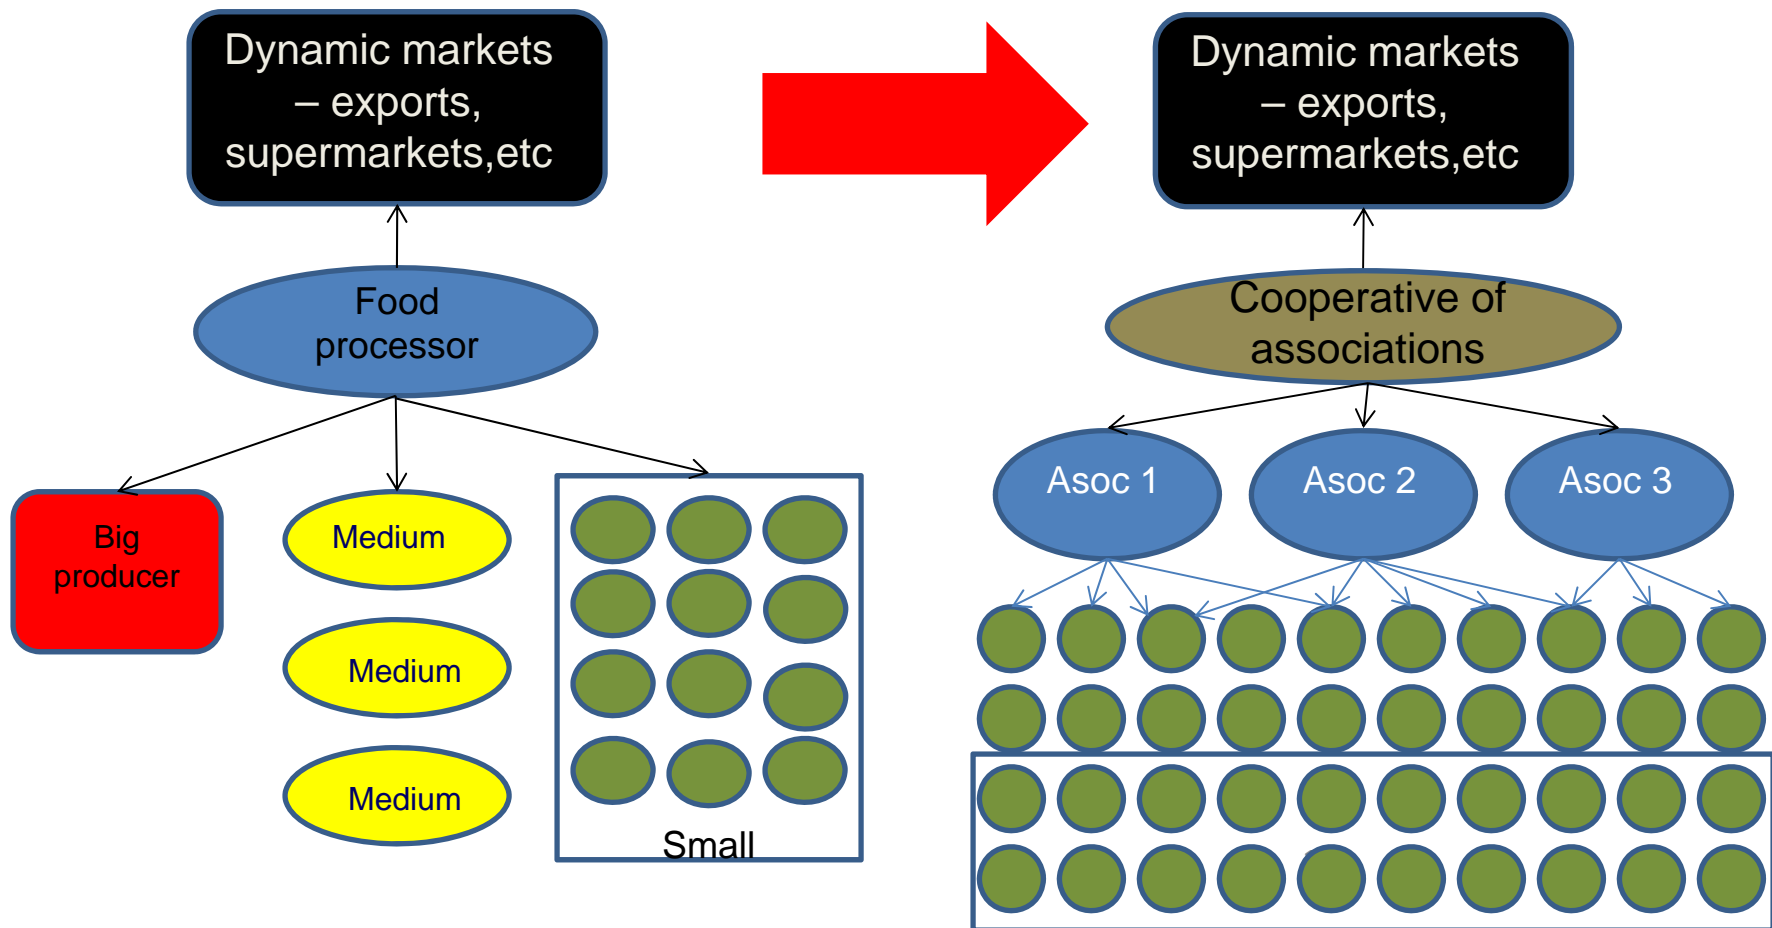 Dynamic markets
– exports,
supermarkets,etc
Food
processor
Big
producer
Medium
Medium
Medium
Small
Dynamic markets
– exports,
supermarkets,etc
Cooperative of
associations
Asoc 1
Asoc 2
Asoc 3